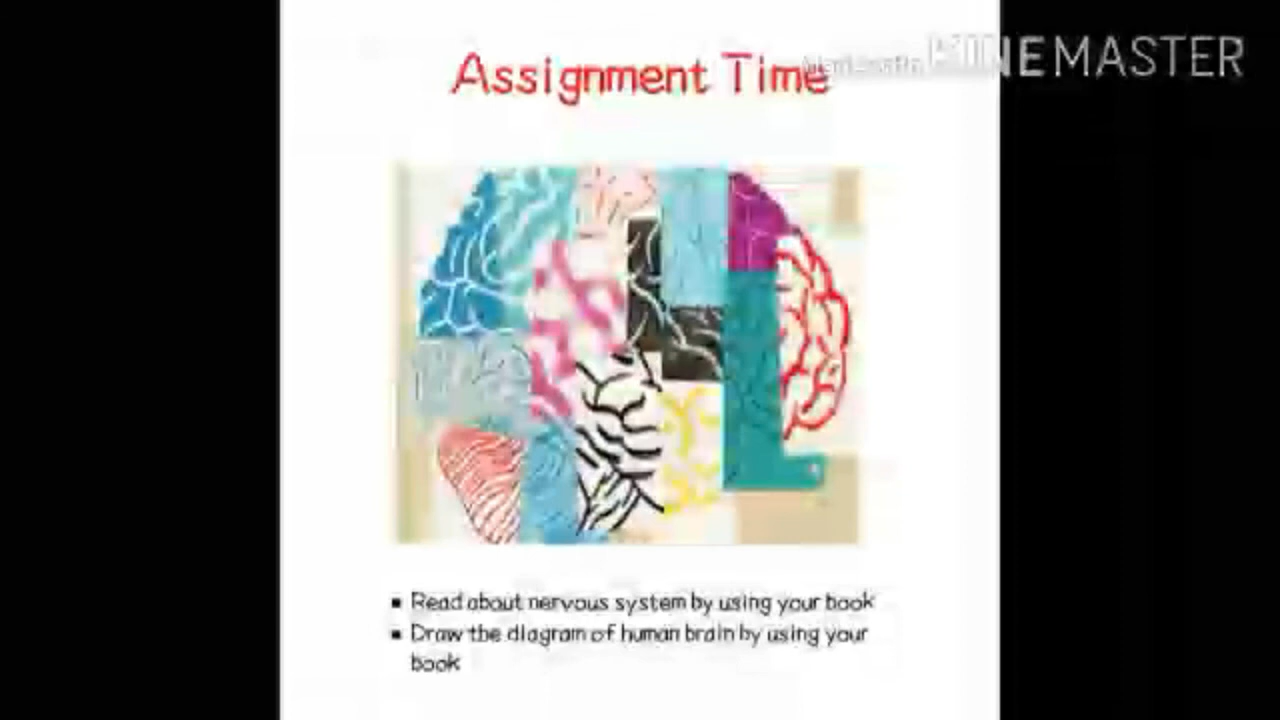 Assignment Time
KINEMASTER
▪ Read about nervous system by using your book
▪ Draw the diagram of human brain by using your
book